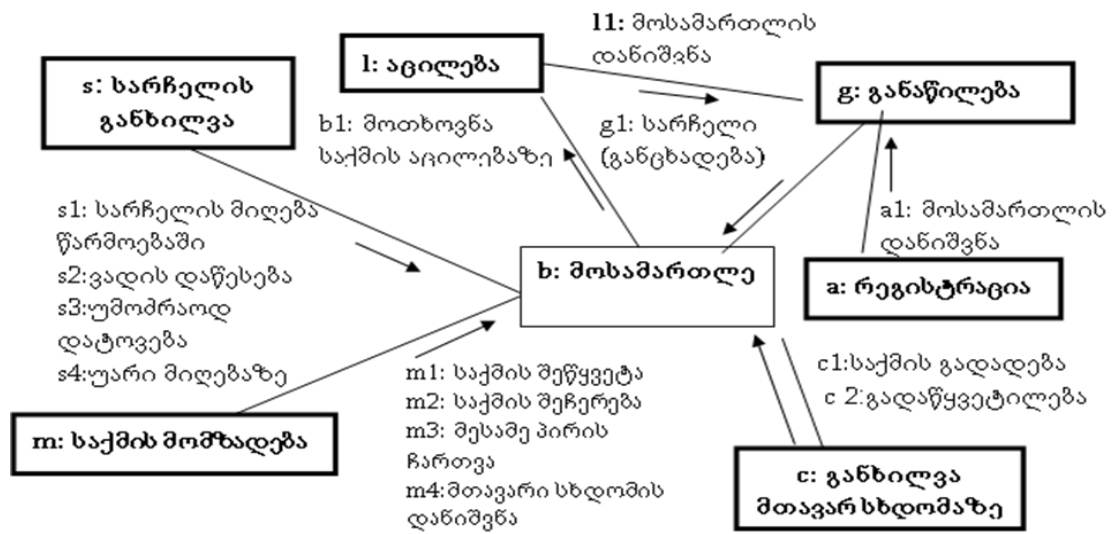 l1: მოსამართლის
დანიშვნა
l: აცილება
s: სარჩელის
განხილვა
g: განაწილება
b1: მოთხოვნა
საქმის აცილებაზე
g1: სარჩელი
(განცხადება)
s1: სარჩელის მიღება
წარმოებაში
s2:ვადის დაწესება
s3:უმოძრაოდ
დატოვება
s4:უარი მიღებაზე
a1: მოსამართლის
დანიშვნა
b: მოსამართლე
a: რეგისტრაცია
m1: საქმის შეწყვეტა
m2: საქმის შეჩერება
m3: მესამე პირის
ჩართვა
m4:მთავარი სხდომის
დანიშვნა
c1:საქმის გადადება
c 2:გადაწყვეტილება
m: საქმის მომზადება
c: განხილვა
მთავარ სხდომაზე